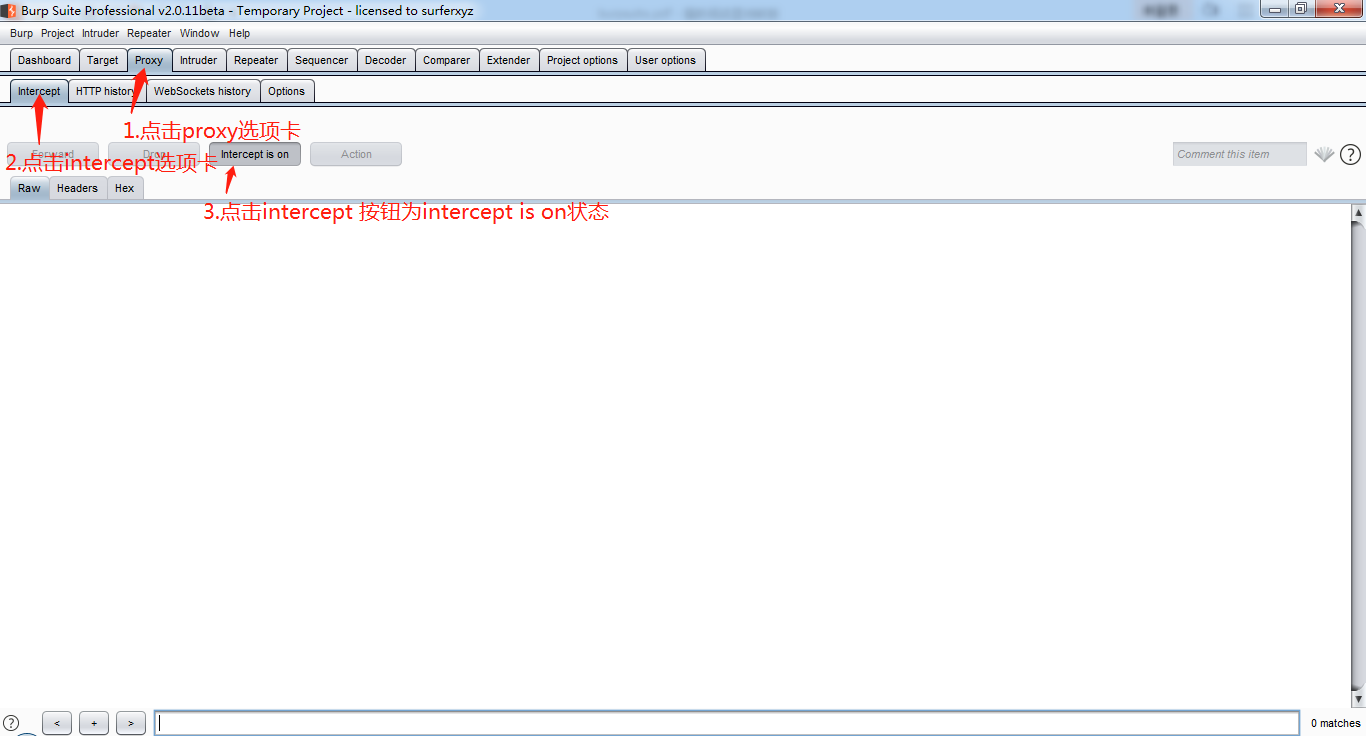 Burp Suite Professional v2.0.11beta - Temporary Project - licensed to surferxyz
Burp Project Intruder Repeater Window Help
Dashboard Target Proxy Intruder Repeater Sequencer Decoder Comparer Extender Project options User options
Intercept HTTP history WebSockets history Options
1.点击proxy选项卡
Forward Drop Intercept is on Action Comment this item ?
2.点击intercept选项卡
Raw Headers Hex
3.点击intercept 按钮为intercept is on状态
? < + > 0 matches